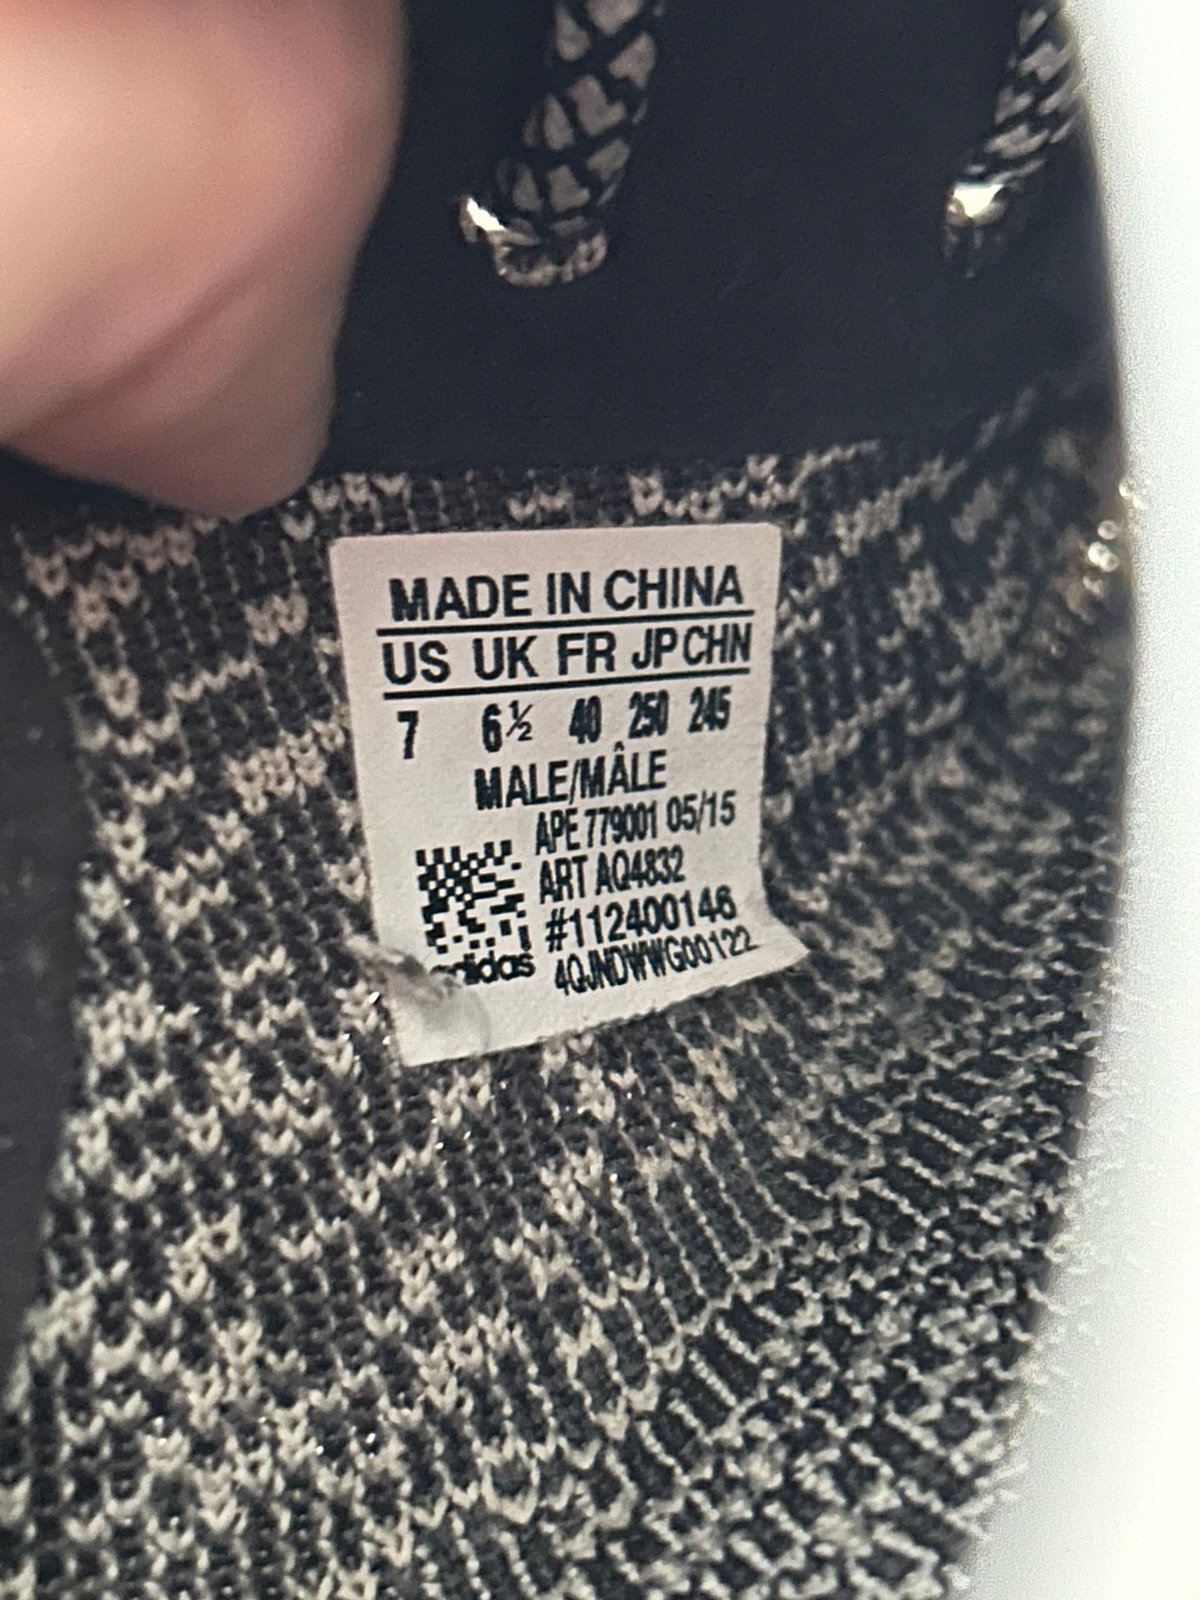 MADE IN CHINA
US UK FR JP CHN
7 6½ 40 250 245
MALE/MÂLE
APE 779001 05/15
ART AQ4832
#112400146
adidas 4QJNDWWG00122